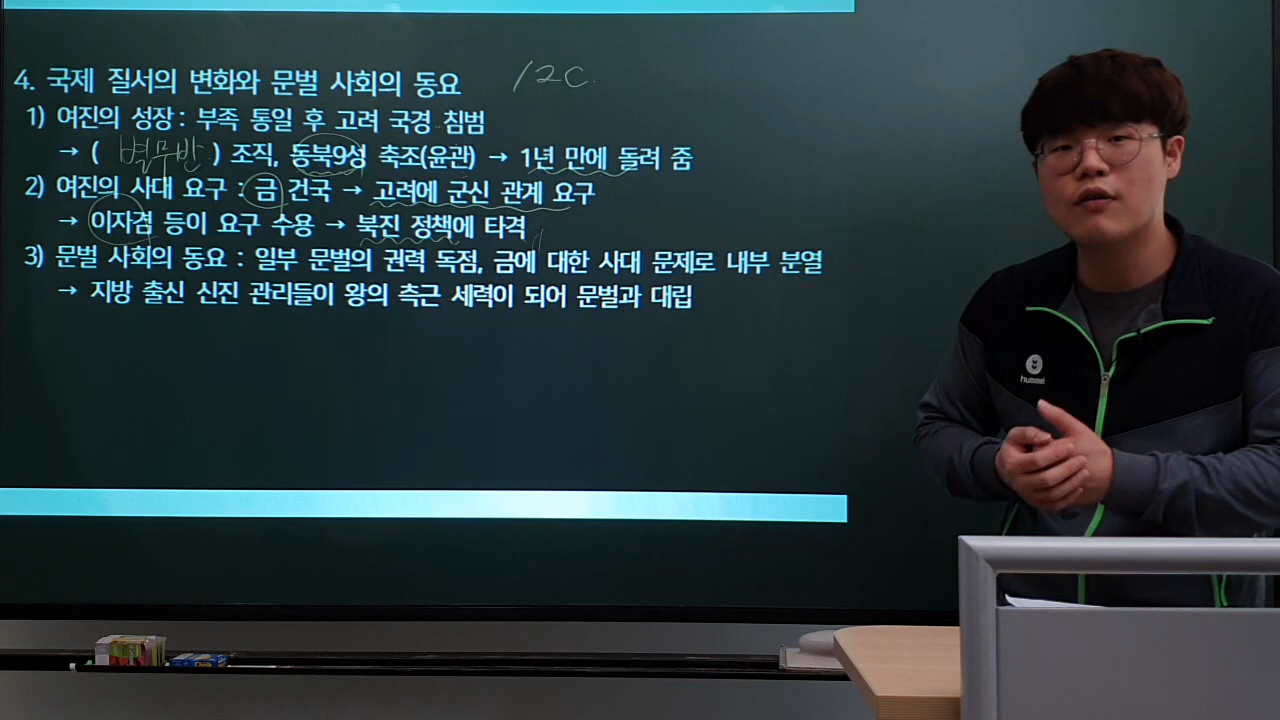 4. 국제 질서의 변화와 문벌 사회의 동요 12C.
1) 여진의 성장 : 부족 통일 후 고려 국경 침범
→ ( 별무반 ) 조직, 동북9성 축조(윤관) → 1년 만에 돌려 줌
2) 여진의 사대 요구 : 금 건국 → 고려에 군신 관계 요구
→ 이자겸 등이 요구 수용 → 북진 정책에 타격
3) 문벌 사회의 동요 : 일부 문벌의 권력 독점, 금에 대한 사대 문제로 내부 분열
→ 지방 출신 신진 관리들이 왕의 측근 세력이 되어 문벌과 대립
hummel